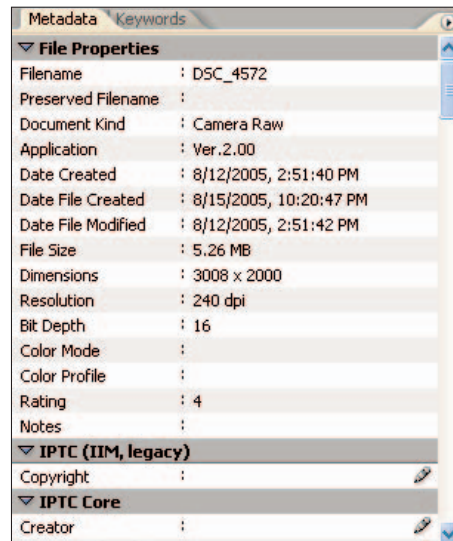 Metadata Keywords
File Properties
Filename : DSC_4572
Preserved Filename :
Document Kind : Camera Raw
Application : Ver.2.00
Date Created : 8/12/2005, 2:51:40 PM
Date File Created : 8/15/2005, 10:20:47 PM
Date File Modified : 8/12/2005, 2:51:42 PM
File Size : 5.26 MB
Dimensions : 3008 x 2000
Resolution : 240 dpi
Bit Depth : 16
Color Mode :
Color Profile :
Rating : 4
Notes :
IPTC (IIM, legacy)
Copyright :
IPTC Core
Creator :